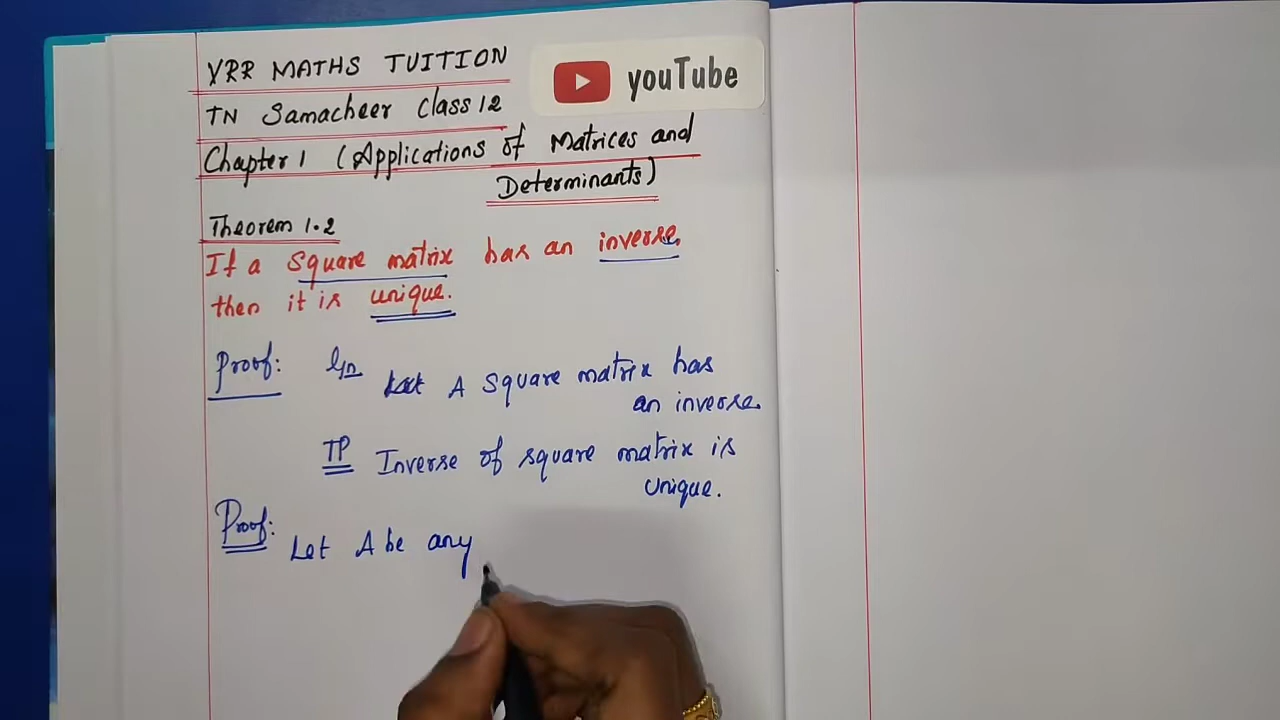 YRR MATHS TUITION
youTube
TN Samacheer Class 12
Chapter 1 (Applications of Matrices and
Determinants)
Theorem 1.2
If a square matrix has an inverse,
then it is unique.
Proof: Gn A square matrix has
an inverse.
TP Inverse of square matrix is
unique.
Proof:
Let A be any